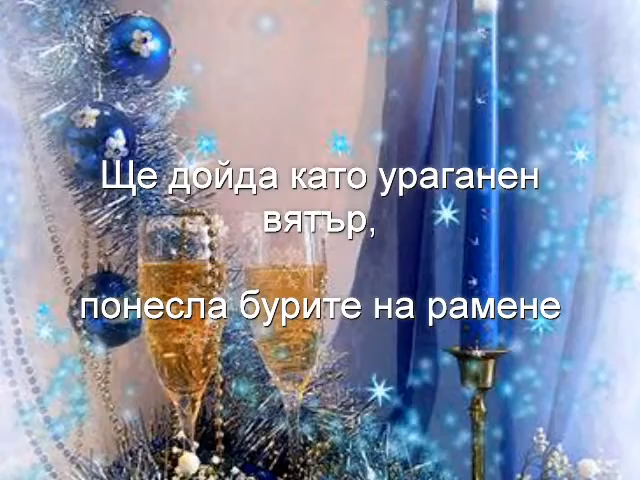 Ще дойда като ураганен
вятър,
понесла бурите на рамене